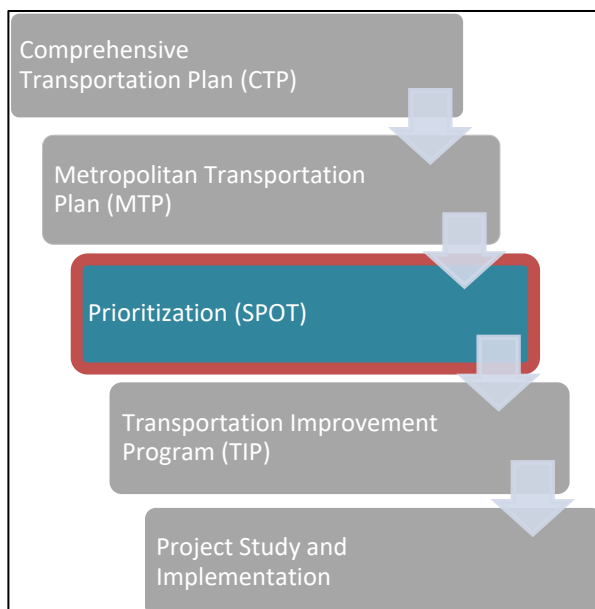 Comprehensive
Transportation Plan (CTP)
Metropolitan Transportation
Plan (MTP)
Prioritization (SPOT)
Transportation Improvement
Program (TIP)
Project Study and
Implementation